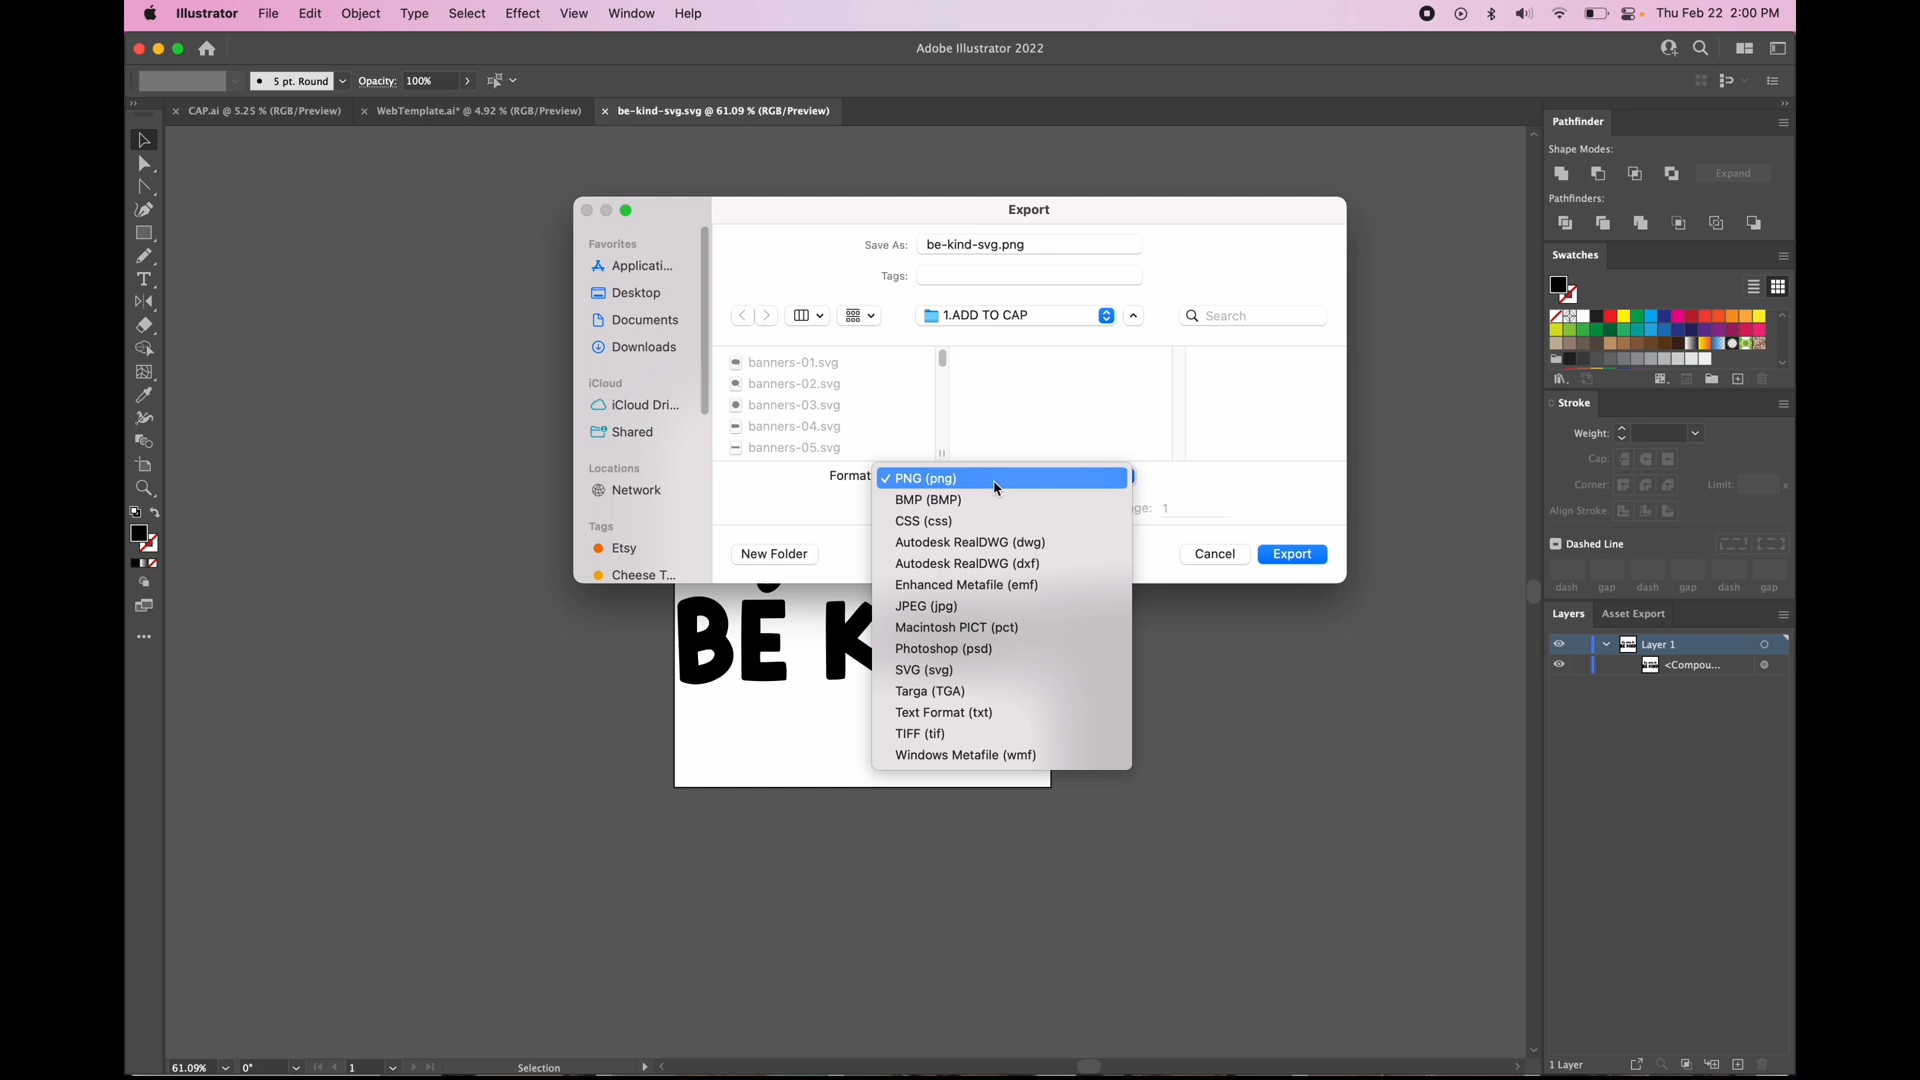 Illustrator File Edit Object Type Select Effect View Window Help Thu Feb 22 2:00 PM
Adobe Illustrator 2022
5 pt. Round Opacity: 100%
CAP.ai @ 5.25 % (RGB/Preview) WebTemplate.ai* @ 4.92 % (RGB/Preview) be-kind-svg.svg @ 61.09 % (RGB/Preview)
Export
Save As: be-kind-svg.png
Tags:
1.ADD TO CAP Search
Favorites
Applicati...
Desktop
Documents
Downloads
iCloud
iCloud Dri...
Shared
Locations
Network
Tags
Etsy
Cheese T...
banners-01.svg
banners-02.svg
banners-03.svg
banners-04.svg
banners-05.svg
Format
PNG (png)
BMP (BMP)
CSS (css)
Autodesk RealDWG (dwg)
Autodesk RealDWG (dxf)
Enhanced Metafile (emf)
JPEG (jpg)
Macintosh PICT (pct)
Photoshop (psd)
SVG (svg)
Targa (TGA)
Text Format (txt)
TIFF (tif)
Windows Metafile (wmf)
ge: 1
New Folder Cancel Export
BE K
Pathfinder
Shape Modes:
Expand
Pathfinders:
Swatches
Stroke
Weight:
Cap:
Corner: Limit: x
Align Stroke:
Dashed Line
dash gap dash gap dash gap
Layers Asset Export
Layer 1
<Compou...
61.09% 0° 1 Selection 1 Layer